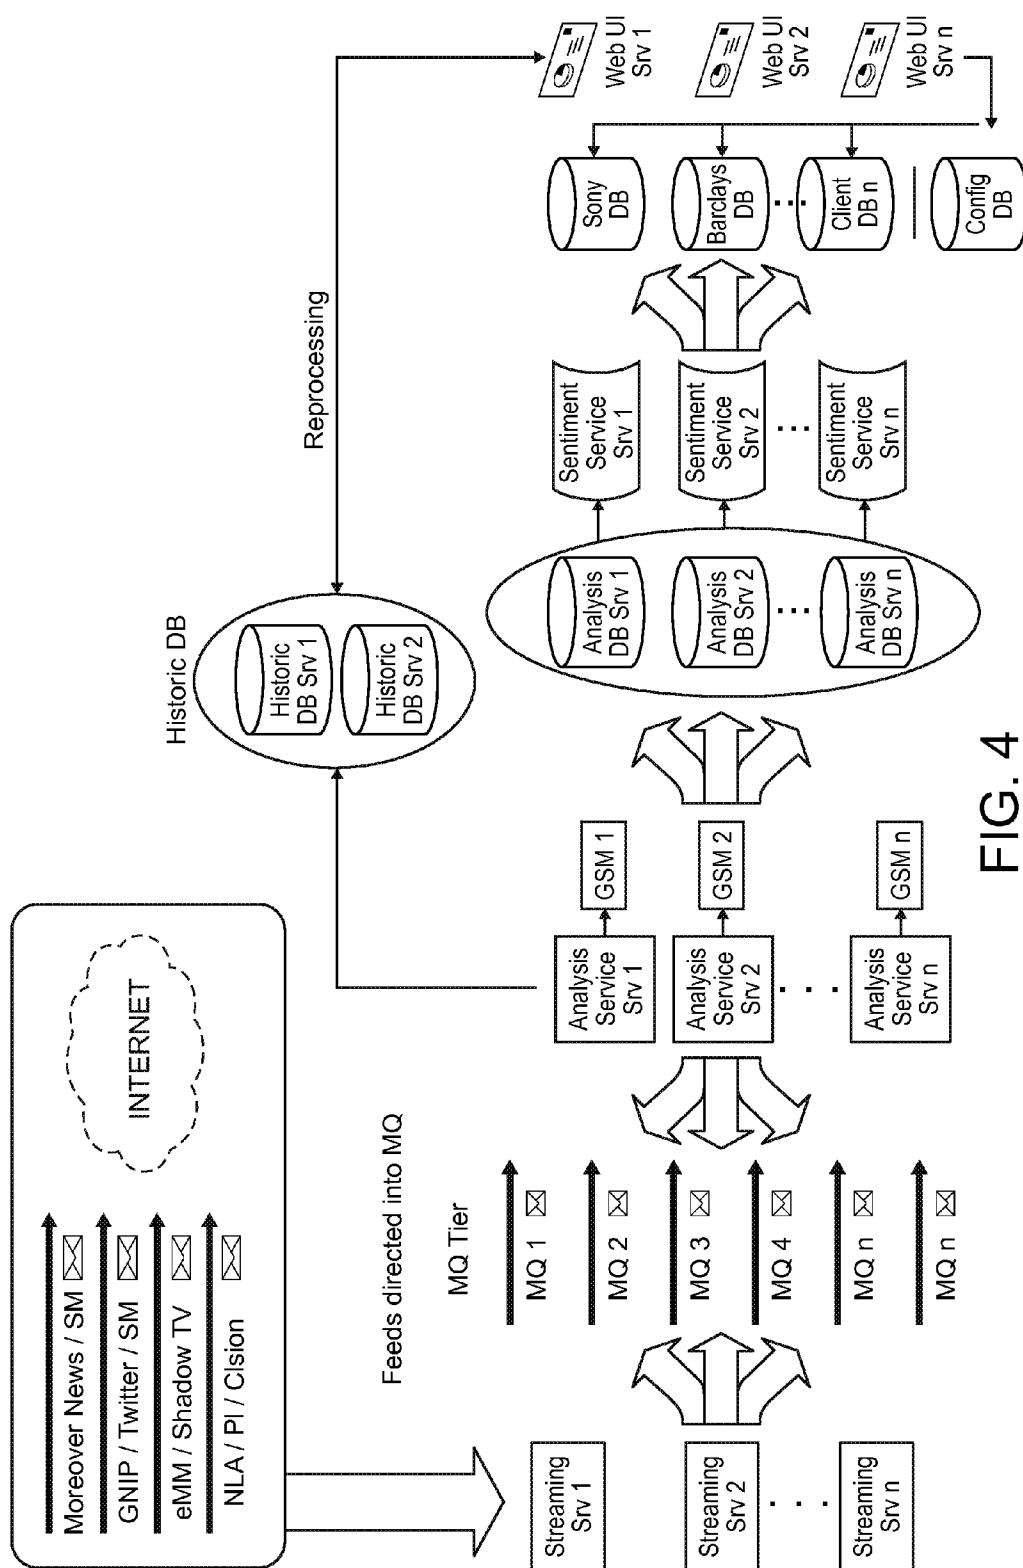 Moreover News / SM
GNIP / Twitter / SM
eMM / Shadow TV
NLA / PI / CIsion
INTERNET
Feeds directed into MQ
Streaming
Srv 1
Streaming
Srv 2
Streaming
Srv n
MQ Tier
MQ 1
MQ 2
MQ 3
MQ 4
MQ n
MQ n
Analysis
Service
Srv 1
Analysis
Service
Srv 2
Analysis
Service
Srv n
GSM 1
GSM 2
GSM n
Historic DB
Historic
DB Srv 1
Historic
DB Srv 2
Reprocessing
Analysis
DB Srv 1
Analysis
DB Srv 2
Analysis
DB Srv n
Sentiment
Service
Srv 1
Sentiment
Service
Srv 2
Sentiment
Service
Srv n
Sony
DB
Barclays
DB
Client
DB n
Config
DB
Web UI
Srv 1
Web UI
Srv 2
Web UI
Srv n
FIG. 4